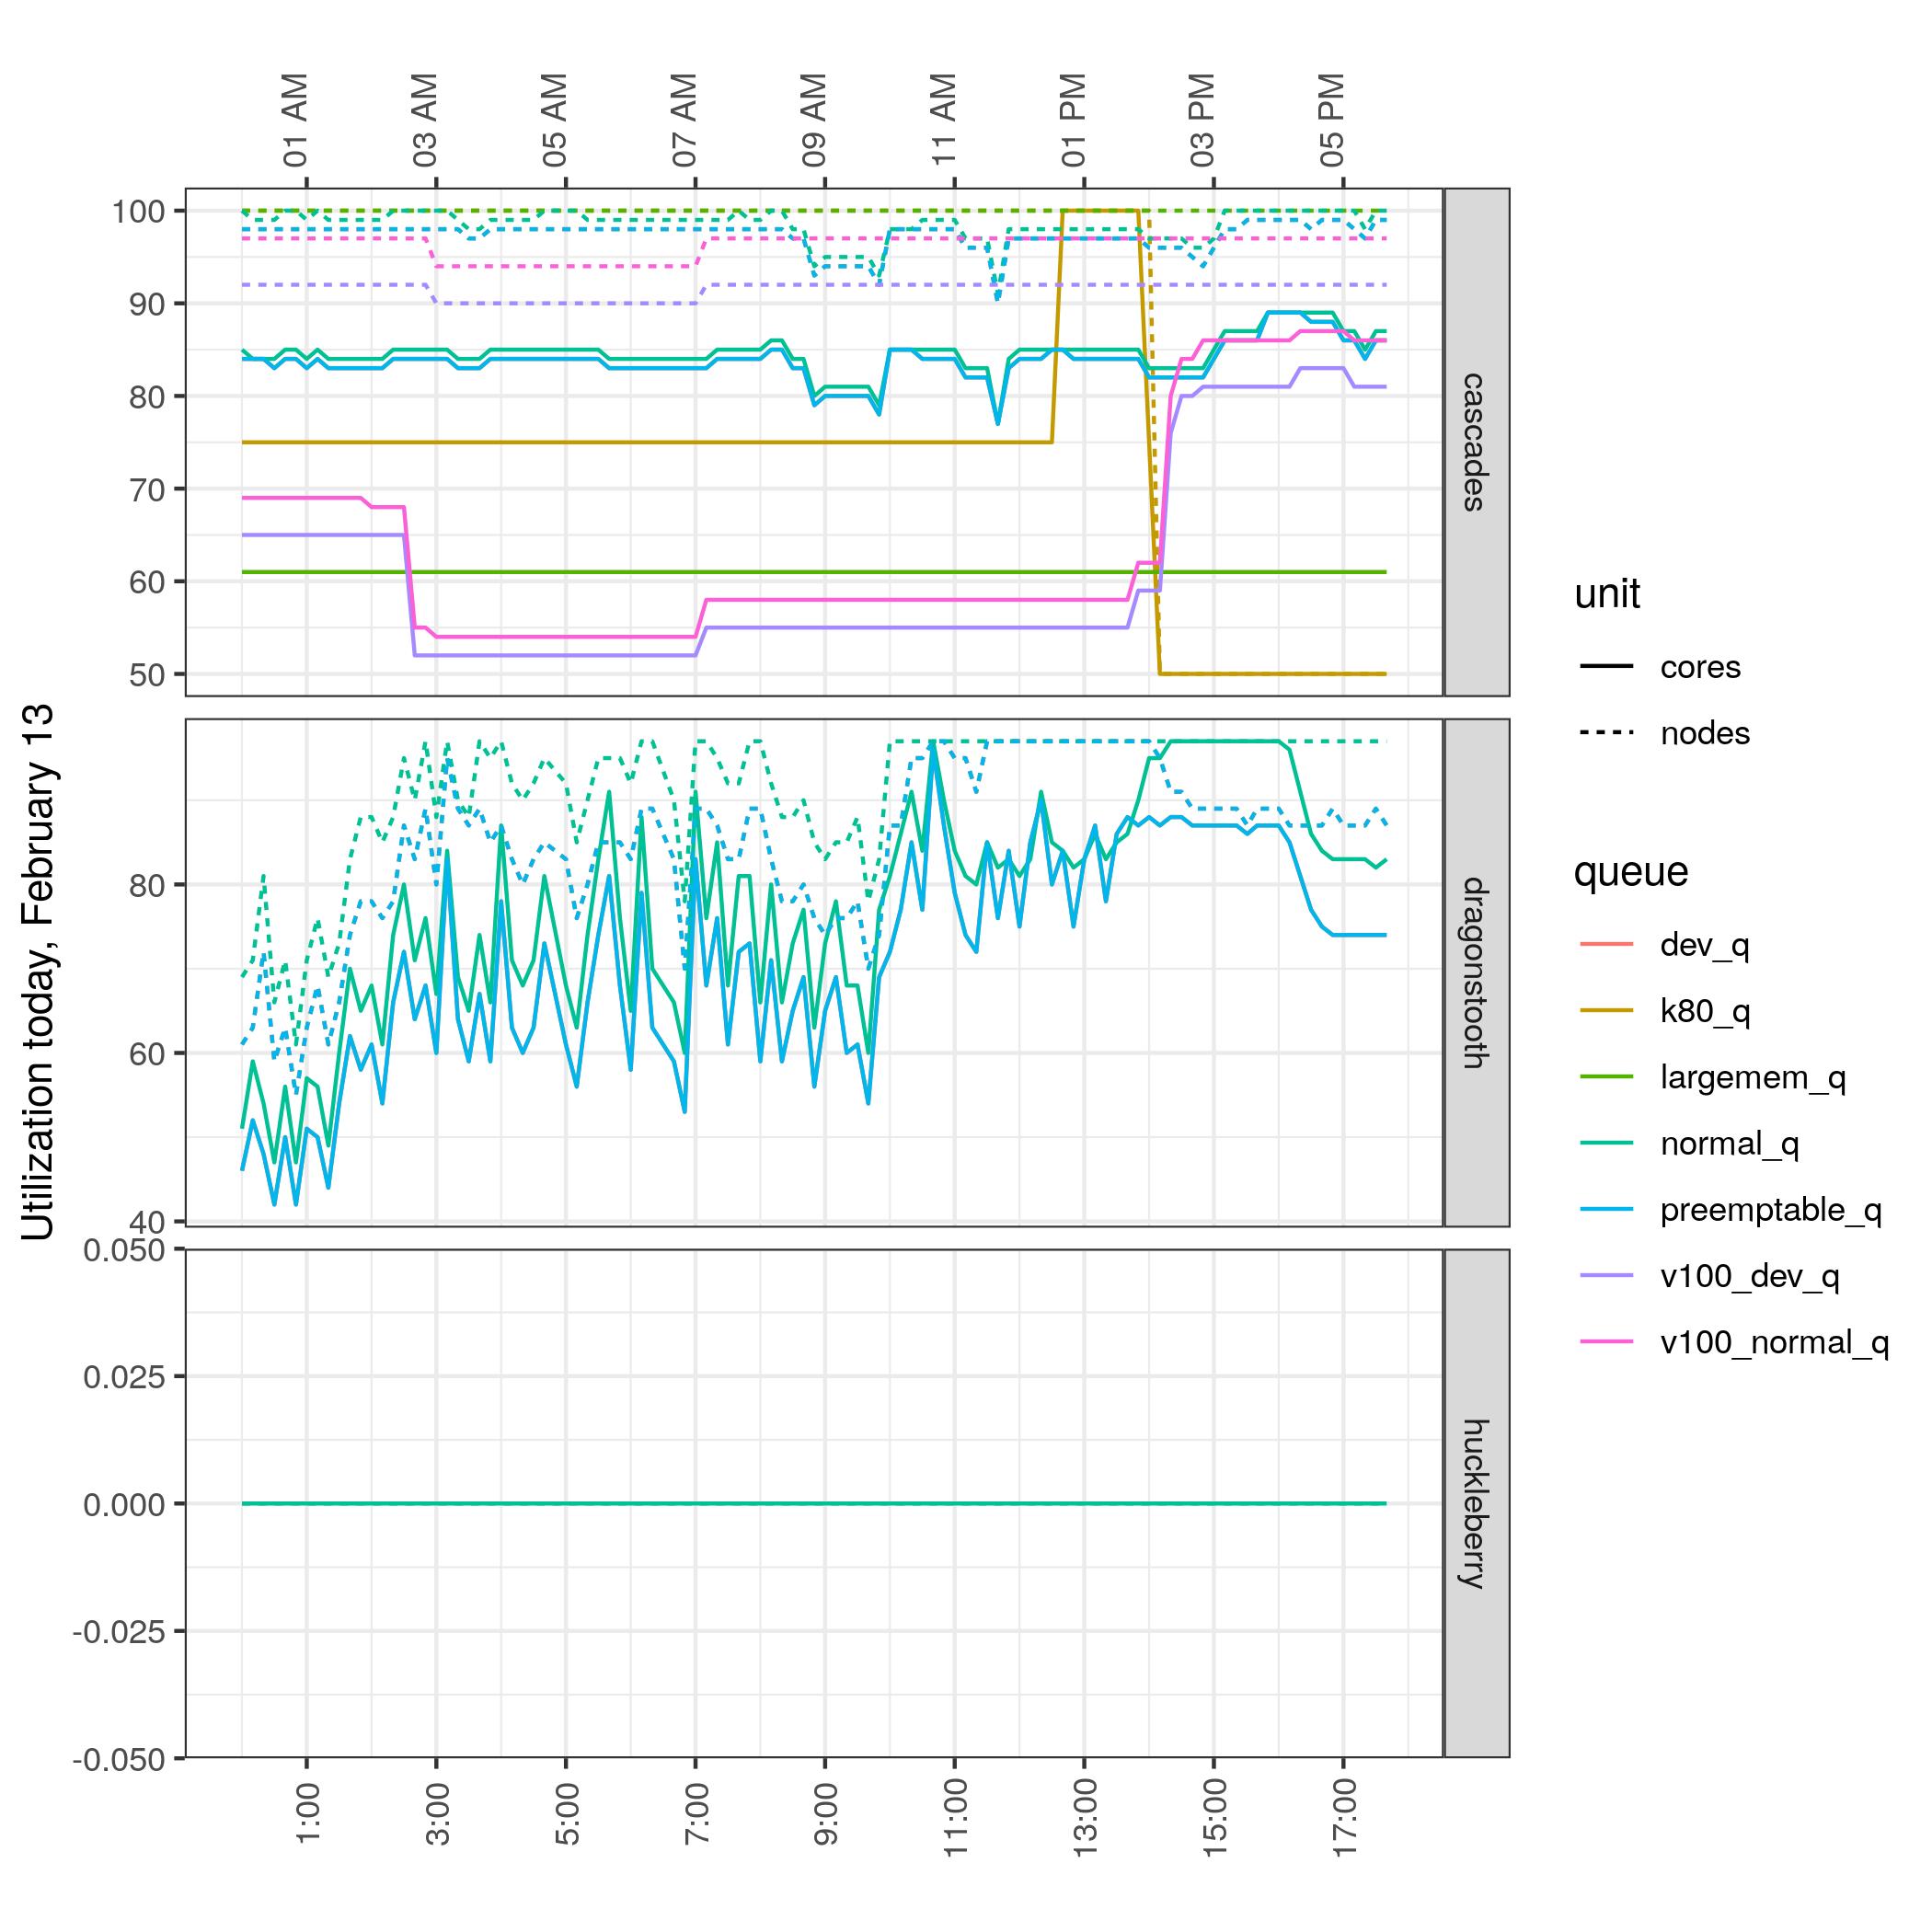 01 AM
03 AM
05 AM
07 AM
09 AM
11 AM
01 PM
03 PM
05 PM
Utilization today, February 13
100
90
80
70
60
50
cascades
80
60
40
dragonstooth
0.050
0.025
0.000
-0.025
-0.050
huckleberry
1:00
3:00
5:00
7:00
9:00
11:00
13:00
15:00
17:00
unit
cores
nodes
queue
dev_q
k80_q
largemem_q
normal_q
preemptable_q
v100_dev_q
v100_normal_q